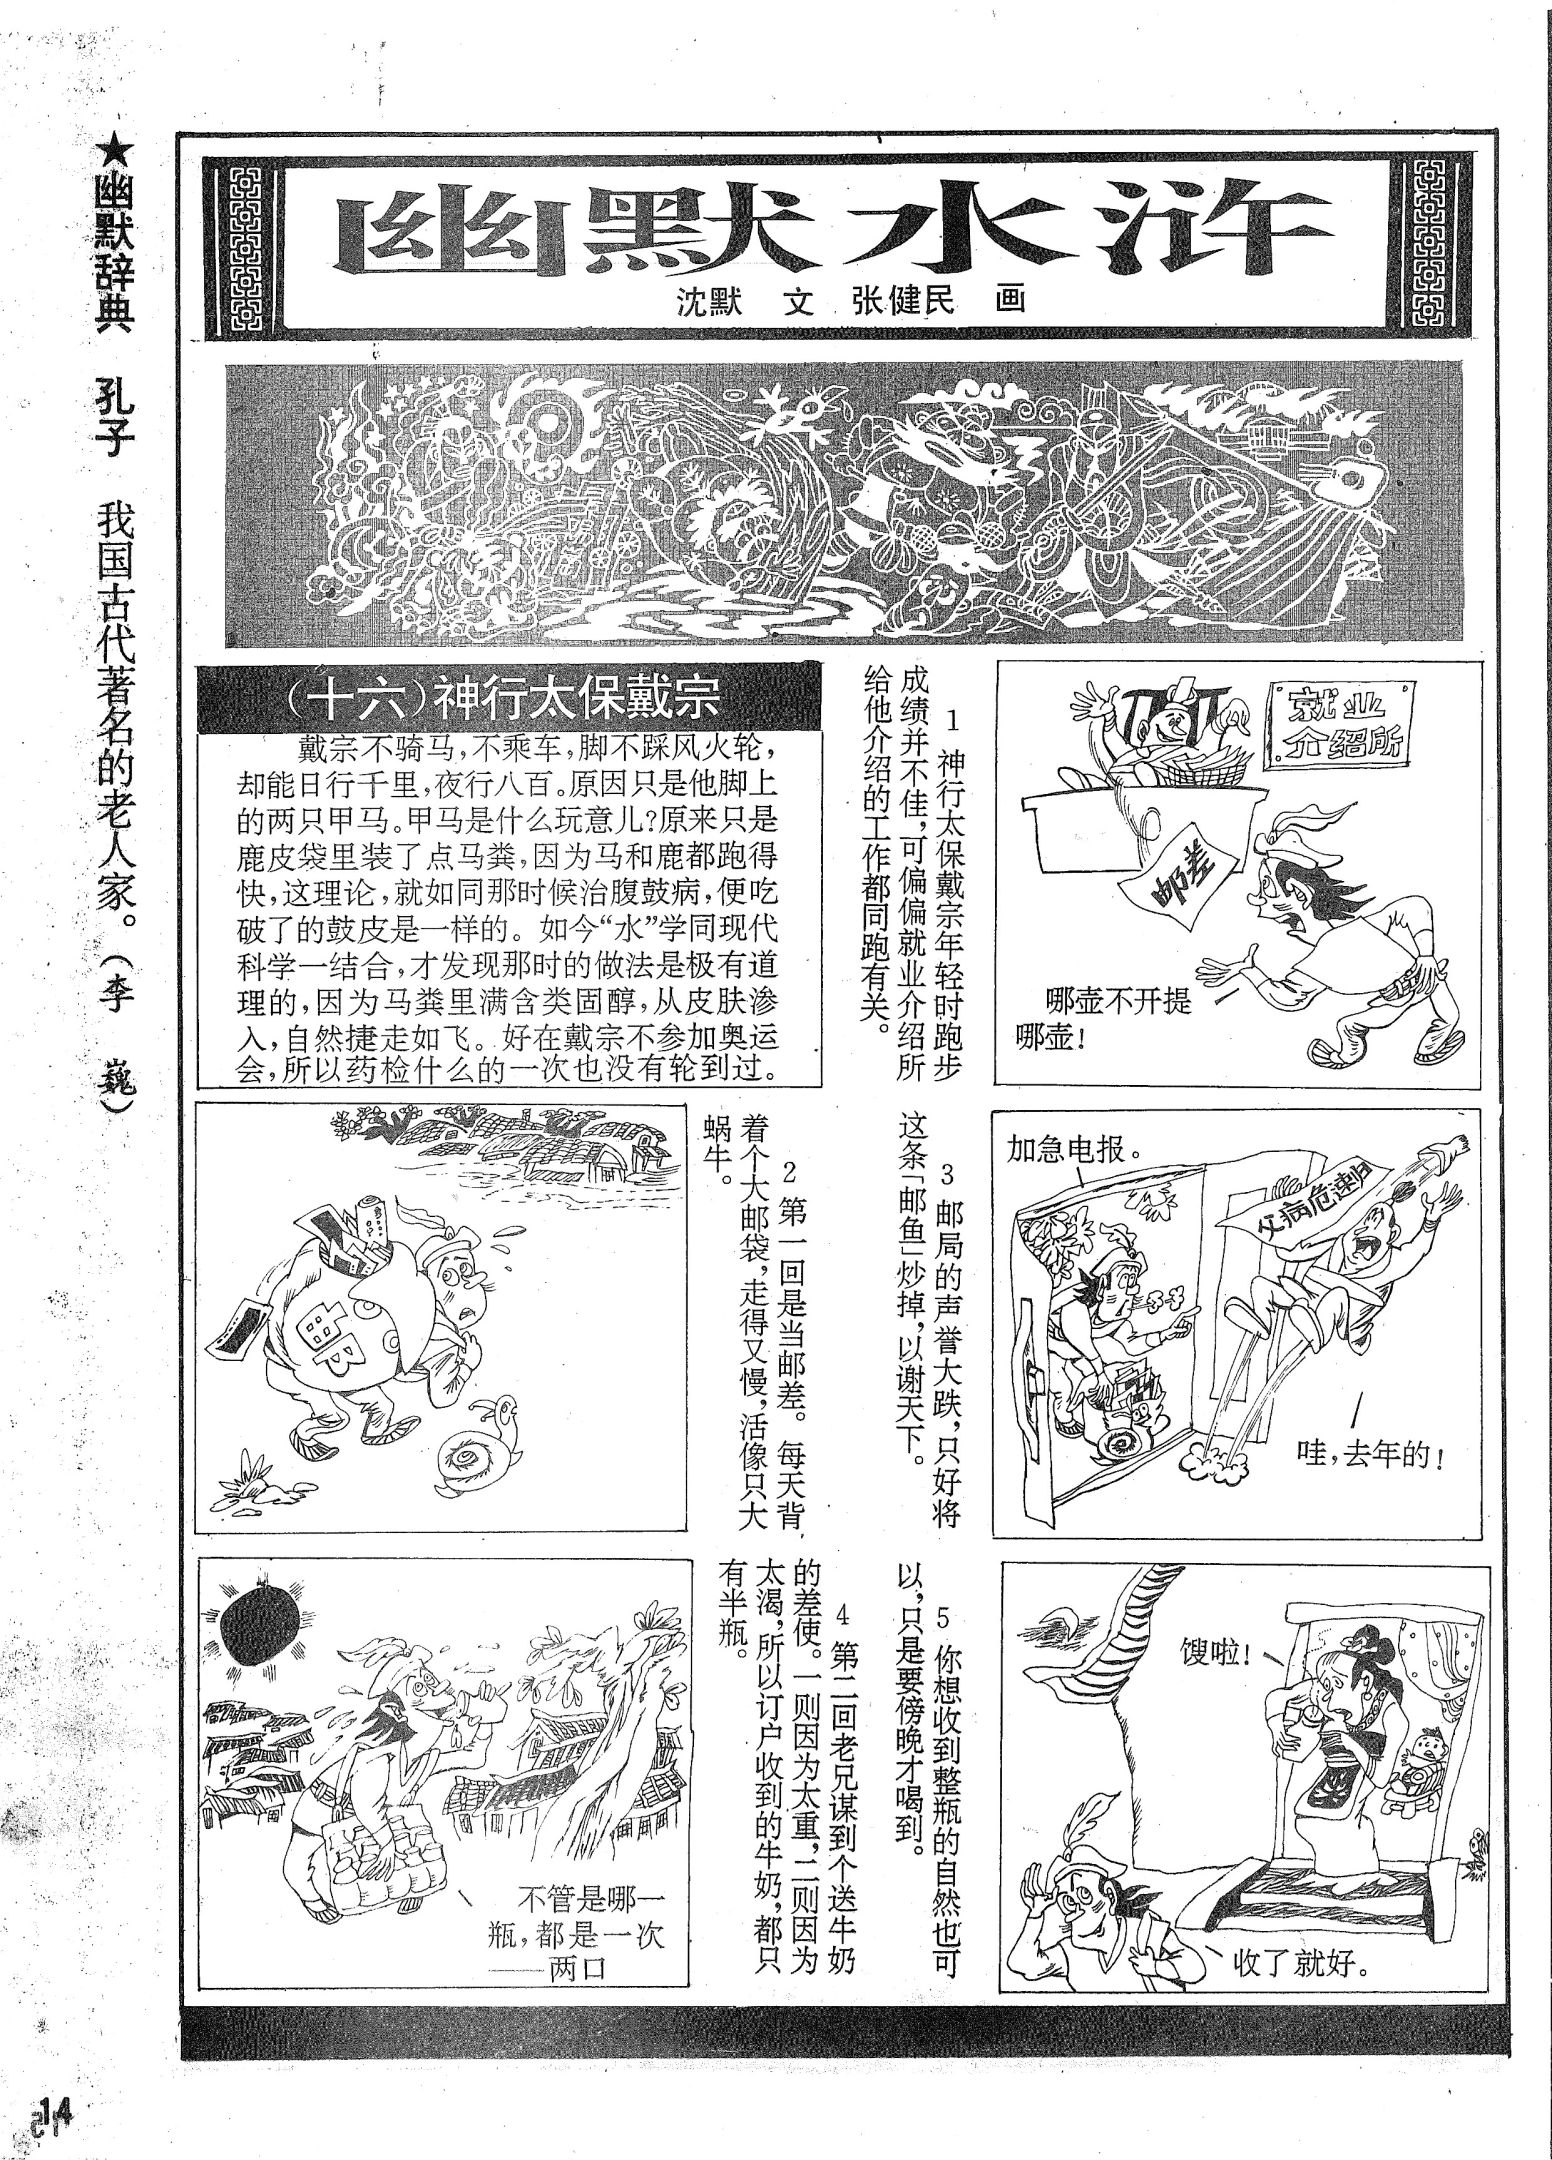 ★幽默辞典 孔子 我国古代著名的老人家。（李 巍）
幽默水浒
沈默 文 张健民 画
（十六）神行太保戴宗
戴宗不骑马，不乘车，脚不踩风火轮，
却能日行千里，夜行八百。原因只是他脚上
的两只甲马。甲马是什么玩意儿？原来只是
鹿皮袋里装了点马粪，因为马和鹿都跑得
快，这理论，就如同那时候治腹鼓病，便吃
破了的鼓皮是一样的。如今“水”学同现代
科学一结合，才发现那时的做法是极有道
理的，因为马粪里满含类固醇，从皮肤渗
入，自然捷走如飞。好在戴宗不参加奥运
会，所以药检什么的一次也没有轮到过。
1 神行太保戴宗年轻时跑步
成绩并不佳，可偏偏就业介绍所
给他介绍的工作都同跑有关。
就业
介绍所
邮差
哪壶不开提
哪壶！
2 第一回是当邮差。每天背
着个大邮袋，走得又慢，活像只大
蜗牛。
邮
3 邮局的声誉大跌，只好将
这条「邮鱼」炒掉，以谢天下。
加急电报。
父病危速归
哇，去年的！
4 第二回老兄谋到个送牛奶
的差使。一则因为太重，二则因为
太渴，所以订户收到的牛奶，都只
有半瓶。
不管是哪一
瓶，都是一次
——两口
5 你想收到整瓶的自然也可
以，只是要傍晚才喝到。
馊啦！
收了就好。
14